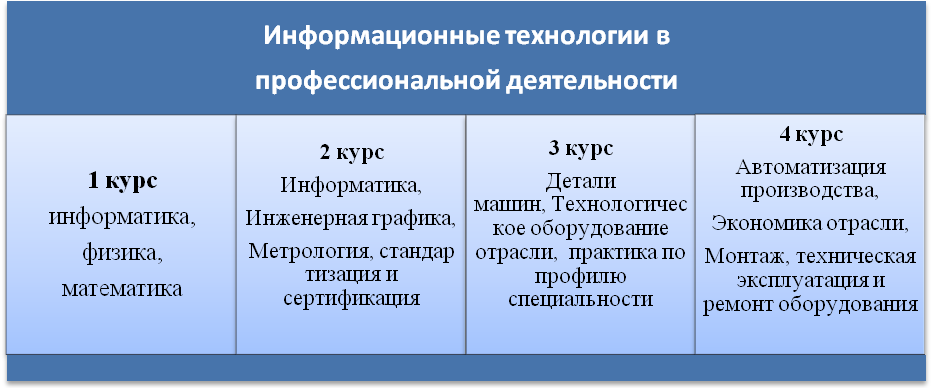 Информационные технологии в
профессиональной деятельности
1 курс
информатика,
физика,
математика
2 курс
Информатика,
Инженерная графика,
Метрология, стандар
тизация и
сертификация
3 курс
Детали
машин, Технологичес
кое оборудование
отрасли, практика по
профилю
специальности
4 курс
Автоматизация
производства,
Экономика отрасли,
Монтаж, техническая
эксплуатация и
ремонт оборудования